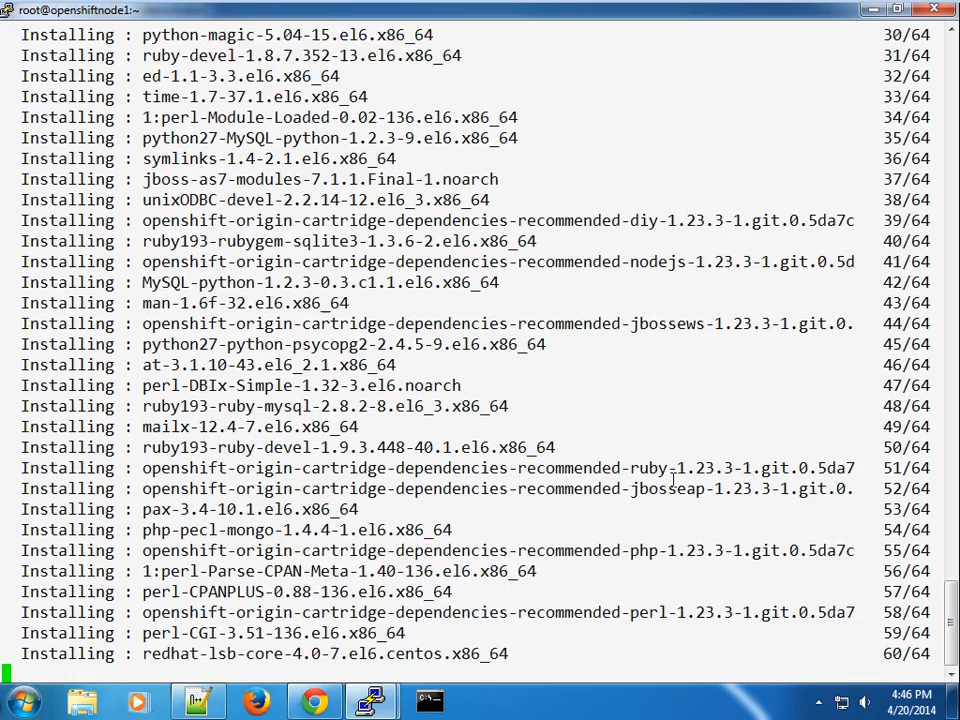 root@openshiftnode1:~
Installing : python-magic-5.04-15.el6.x86_64 30/64
Installing : ruby-devel-1.8.7.352-13.el6.x86_64 31/64
Installing : ed-1.1-3.3.el6.x86_64 32/64
Installing : time-1.7-37.1.el6.x86_64 33/64
Installing : 1:perl-Module-Loaded-0.02-136.el6.x86_64 34/64
Installing : python27-MySQL-python-1.2.3-9.el6.x86_64 35/64
Installing : symlinks-1.4-2.1.el6.x86_64 36/64
Installing : jboss-as7-modules-7.1.1.Final-1.noarch 37/64
Installing : unixODBC-devel-2.2.14-12.el6_3.x86_64 38/64
Installing : openshift-origin-cartridge-dependencies-recommended-diy-1.23.3-1.git.0.5da7c 39/64
Installing : ruby193-rubygem-sqlite3-1.3.6-2.el6.x86_64 40/64
Installing : openshift-origin-cartridge-dependencies-recommended-nodejs-1.23.3-1.git.0.5d 41/64
Installing : MySQL-python-1.2.3-0.3.c1.1.el6.x86_64 42/64
Installing : man-1.6f-32.el6.x86_64 43/64
Installing : openshift-origin-cartridge-dependencies-recommended-jbossews-1.23.3-1.git.0. 44/64
Installing : python27-python-psycopg2-2.4.5-9.el6.x86_64 45/64
Installing : at-3.1.10-43.el6_2.1.x86_64 46/64
Installing : perl-DBIx-Simple-1.32-3.el6.noarch 47/64
Installing : ruby193-ruby-mysql-2.8.2-8.el6_3.x86_64 48/64
Installing : mailx-12.4-7.el6.x86_64 49/64
Installing : ruby193-ruby-devel-1.9.3.448-40.1.el6.x86_64 50/64
Installing : openshift-origin-cartridge-dependencies-recommended-ruby-1.23.3-1.git.0.5da7 51/64
Installing : openshift-origin-cartridge-dependencies-recommended-jbosseap-1.23.3-1.git.0. 52/64
Installing : pax-3.4-10.1.el6.x86_64 53/64
Installing : php-pecl-mongo-1.4.4-1.el6.x86_64 54/64
Installing : openshift-origin-cartridge-dependencies-recommended-php-1.23.3-1.git.0.5da7c 55/64
Installing : 1:perl-Parse-CPAN-Meta-1.40-136.el6.x86_64 56/64
Installing : perl-CPANPLUS-0.88-136.el6.x86_64 57/64
Installing : openshift-origin-cartridge-dependencies-recommended-perl-1.23.3-1.git.0.5da7 58/64
Installing : perl-CGI-3.51-136.el6.x86_64 59/64
Installing : redhat-lsb-core-4.0-7.el6.centos.x86_64 60/64
4:46 PM
4/20/2014